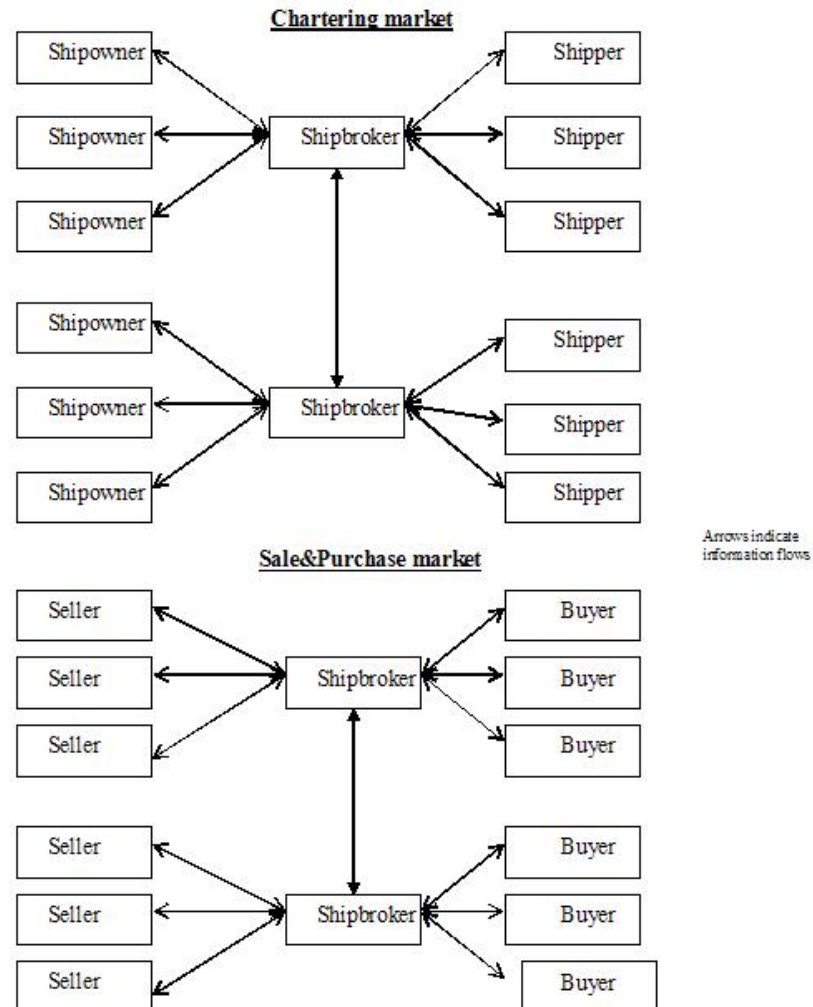 Chartering market
Shipowner
Shipper
Shipowner
Shipbroker
Shipper
Shipowner
Shipper
Shipowner
Shipper
Shipowner
Shipbroker
Shipper
Shipowner
Shipper
Arrows indicate
information flows
Sale&Purchase market
Seller
Buyer
Seller
Shipbroker
Buyer
Seller
Buyer
Seller
Buyer
Seller
Shipbroker
Buyer
Seller
Buyer